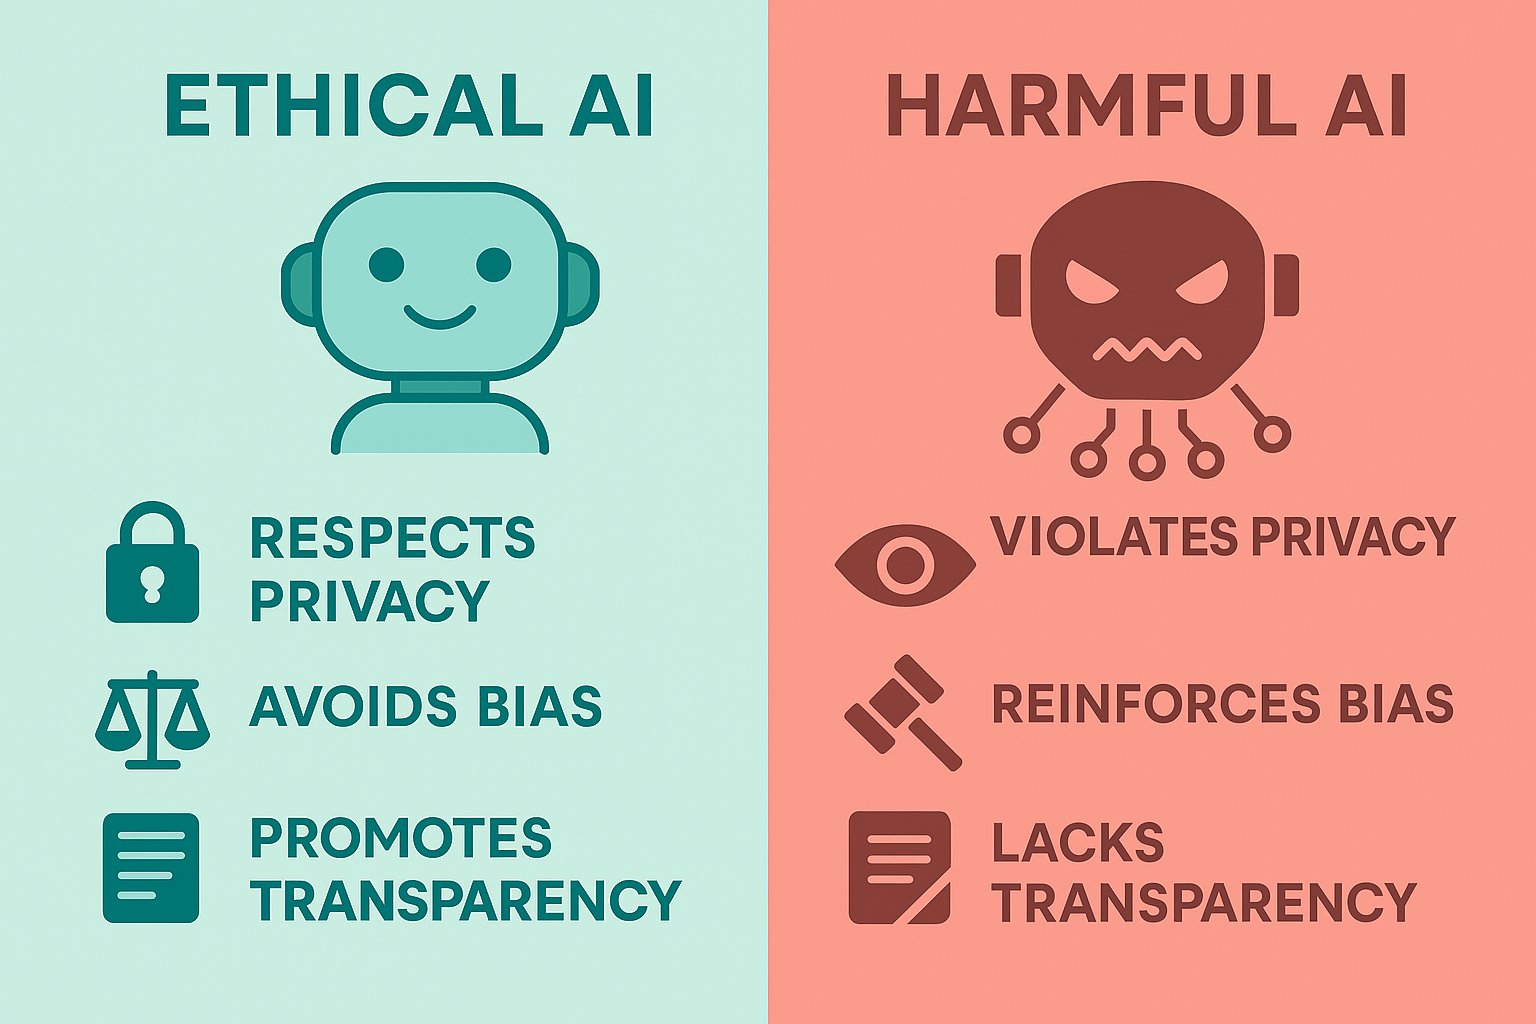 ETHICAL AI
RESPECTS
PRIVACY
AVOIDS BIAS
PROMOTES
TRANSPARENCY
HARMFUL AI
VIOLATES PRIVACY
REINFORCES BIAS
LACKS
TRANSPARENCY